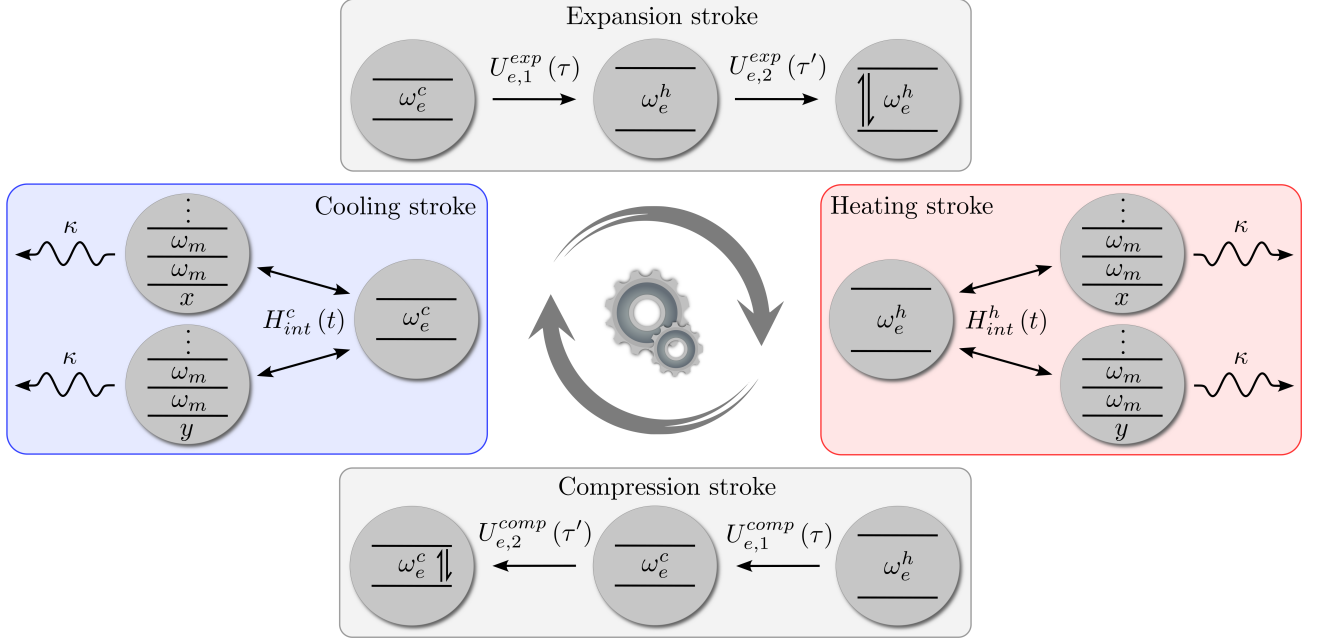 Expansion stroke
ω_e^c
U_{e,1}^{exp}(τ)
ω_e^h
U_{e,2}^{exp}(τ′)
ω_e^h
Cooling stroke
κ
⋮
ω_m
ω_m
x
κ
⋮
ω_m
ω_m
y
H_{int}^c(t)
ω_e^c
Heating stroke
ω_e^h
H_{int}^h(t)
⋮
ω_m
ω_m
x
κ
⋮
ω_m
ω_m
y
κ
Compression stroke
ω_e^c
U_{e,2}^{comp}(τ′)
ω_e^c
U_{e,1}^{comp}(τ)
ω_e^h